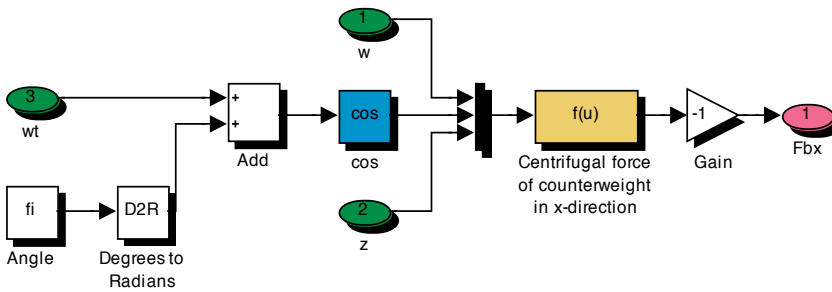 1
w
3
wt
+
+
Add
cos
cos
f(u)
Centrifugal force
of counterweight
in x-direction
-1
Gain
1
Fbx
fi
Angle
D2R
Degrees to
Radians
2
z